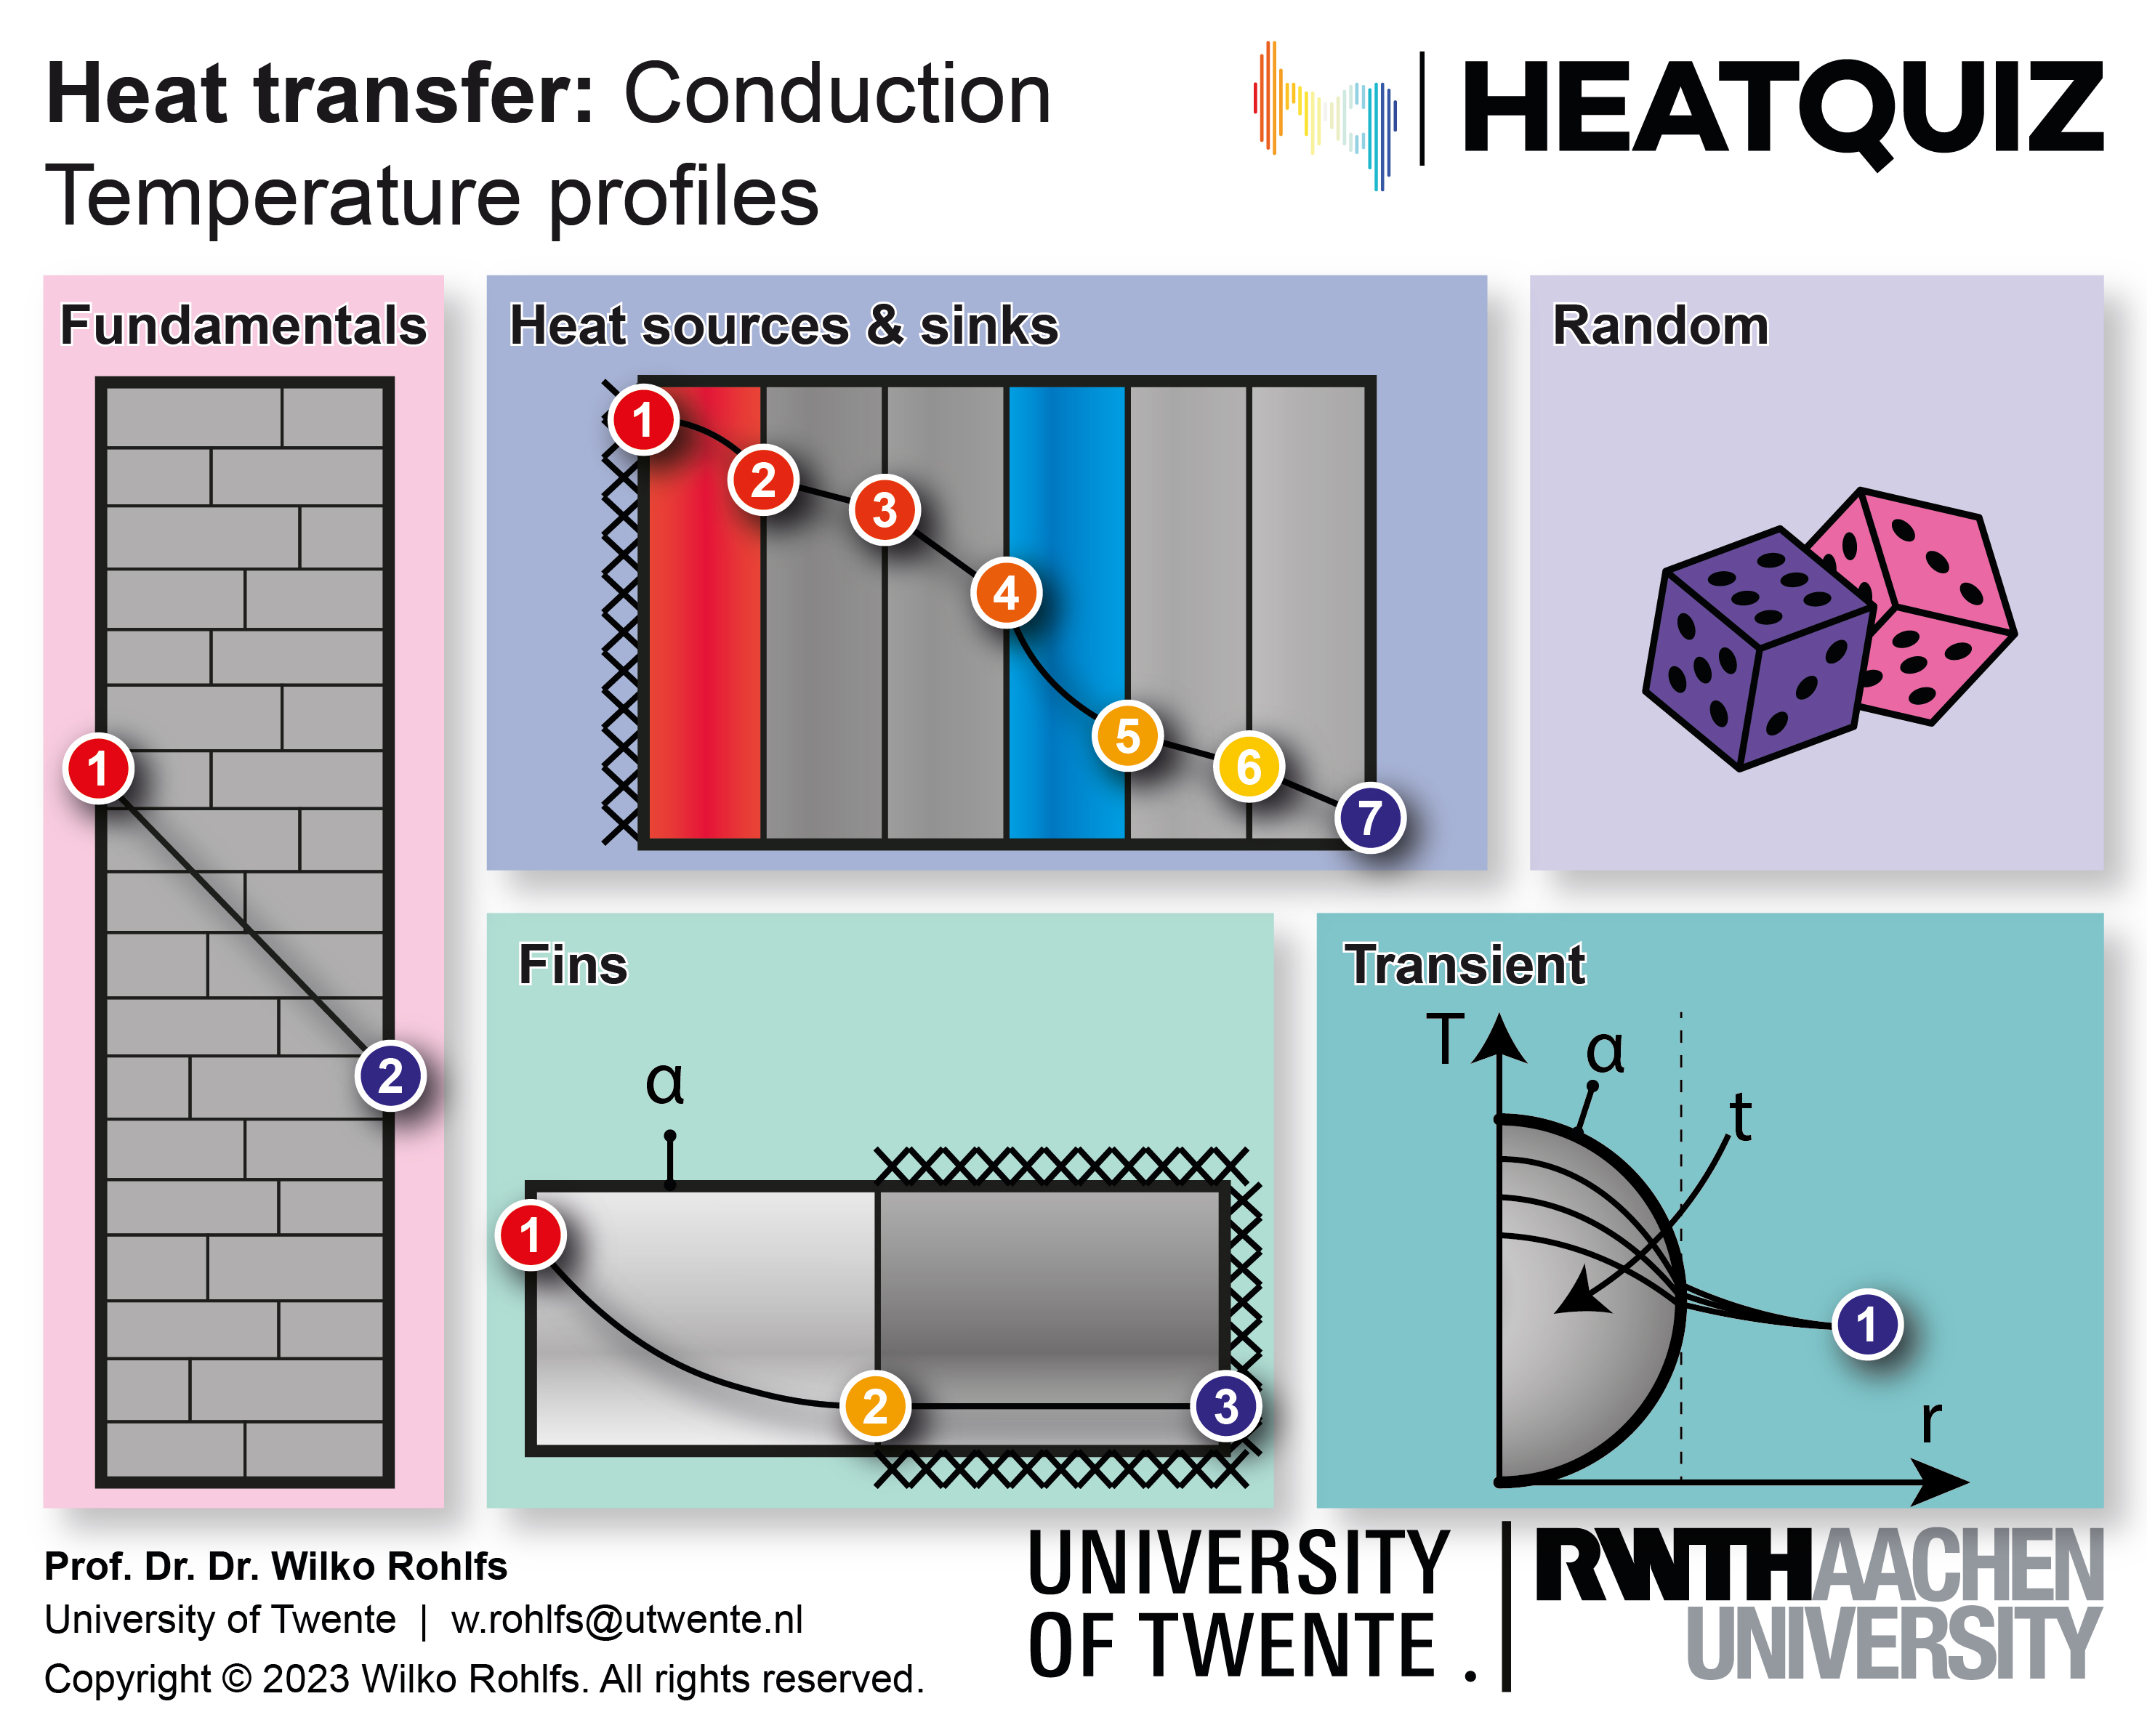 Heat transfer: Conduction
Temperature profiles
HEATQUIZ
Fundamentals
1
2
Heat sources & sinks
1
2
3
4
5
6
7
Random
Fins
α
1
2
3
Transient
T
α
t
1
r
Prof. Dr. Dr. Wilko Rohlfs
University of Twente | w.rohlfs@utwente.nl
Copyright © 2023 Wilko Rohlfs. All rights reserved.
UNIVERSITY
OF TWENTE.
RWTHAACHEN
UNIVERSITY